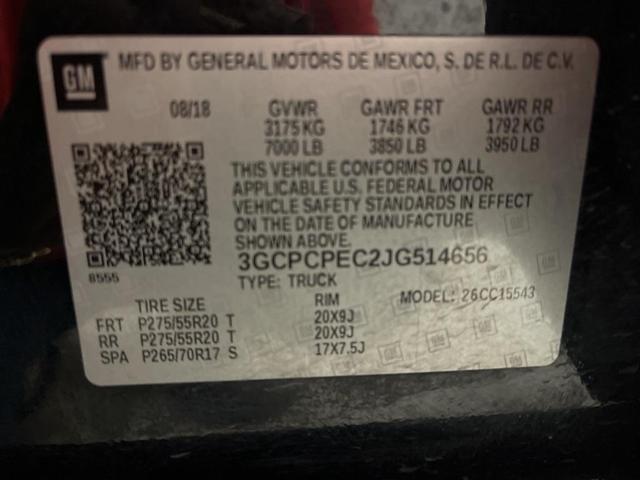 GM
MFD BY GENERAL MOTORS DE MEXICO, S. DE R.L. DE C.V.
08/18 GVWR GAWR FRT GAWR RR
3175 KG 1746 KG 1792 KG
7000 LB 3850 LB 3950 LB
THIS VEHICLE CONFORMS TO ALL
APPLICABLE U.S. FEDERAL MOTOR
VEHICLE SAFETY STANDARDS IN EFFECT
ON THE DATE OF MANUFACTURE
SHOWN ABOVE.
3GCPCPEC2JG514656
8555
TYPE: TRUCK MODEL: 26CC15543
TIRE SIZE RIM
FRT P275/55R20 T 20X9J
RR P275/55R20 T 20X9J
SPA P265/70R17 S 17X7.5J